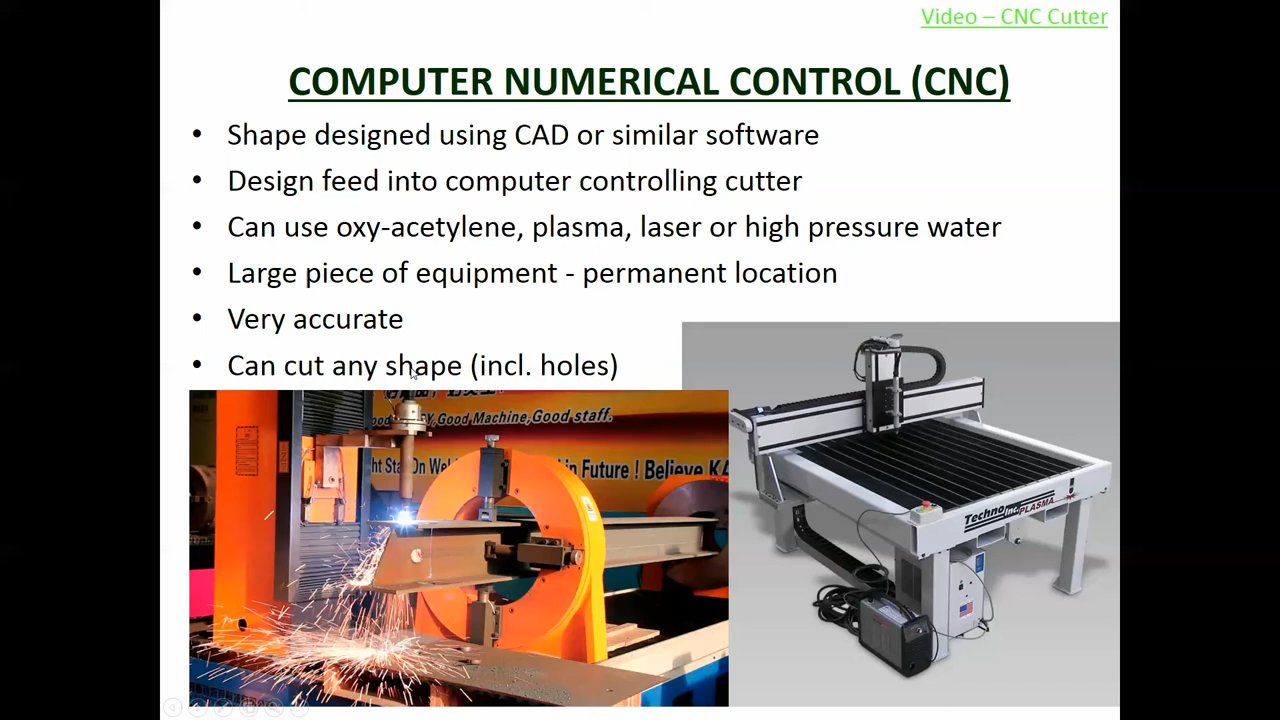 Video – CNC Cutter
COMPUTER NUMERICAL CONTROL (CNC)
• Shape designed using CAD or similar software
• Design feed into computer controlling cutter
• Can use oxy-acetylene, plasma, laser or high pressure water
• Large piece of equipment - permanent location
• Very accurate
• Can cut any shape (incl. holes)
Good Machine,Good staff.
in Future ! Believe
Techno
PLASMA